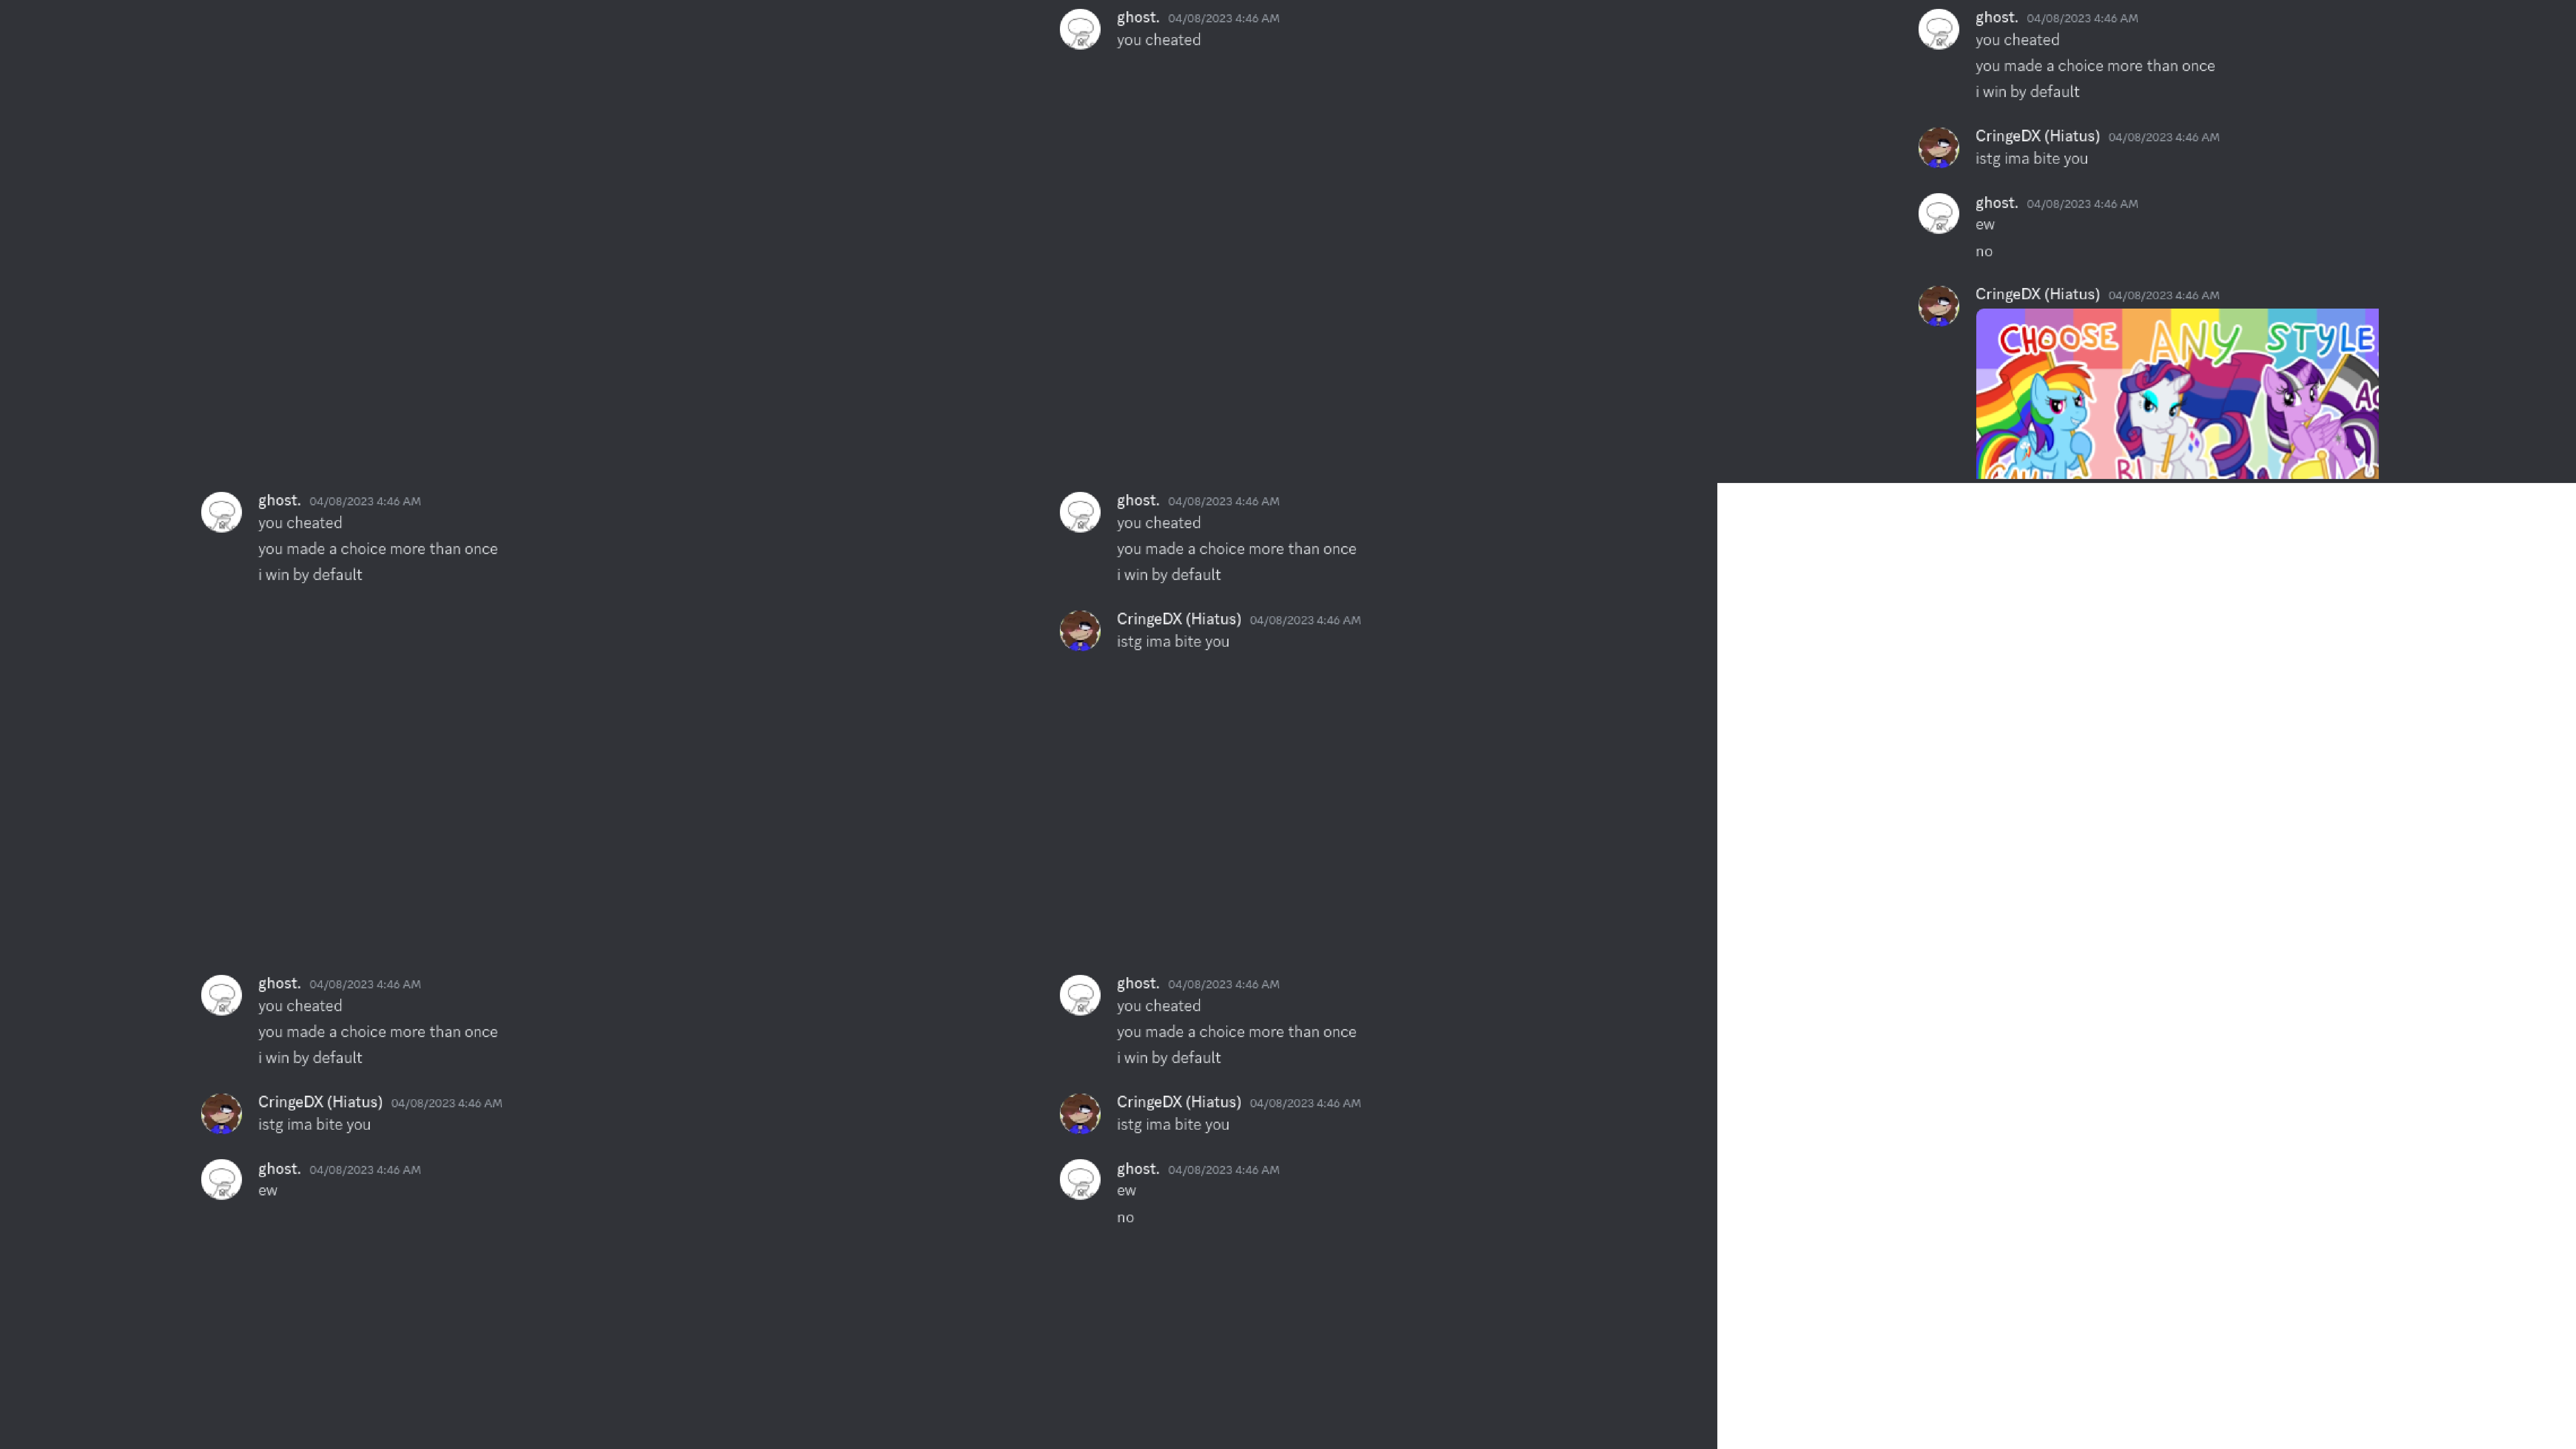 ghost. 04/08/2023 4:46 AM
you cheated
ghost. 04/08/2023 4:46 AM
you cheated
you made a choice more than once
i win by default
CringeDX (Hiatus) 04/08/2023 4:46 AM
istg ima bite you
ghost. 04/08/2023 4:46 AM
ew
no
CringeDX (Hiatus) 04/08/2023 4:46 AM
CHOOSE ANY STYLE
ghost. 04/08/2023 4:46 AM
you cheated
you made a choice more than once
i win by default
ghost. 04/08/2023 4:46 AM
you cheated
you made a choice more than once
i win by default
CringeDX (Hiatus) 04/08/2023 4:46 AM
istg ima bite you
ghost. 04/08/2023 4:46 AM
you cheated
you made a choice more than once
i win by default
CringeDX (Hiatus) 04/08/2023 4:46 AM
istg ima bite you
ghost. 04/08/2023 4:46 AM
ew
ghost. 04/08/2023 4:46 AM
you cheated
you made a choice more than once
i win by default
CringeDX (Hiatus) 04/08/2023 4:46 AM
istg ima bite you
ghost. 04/08/2023 4:46 AM
ew
no